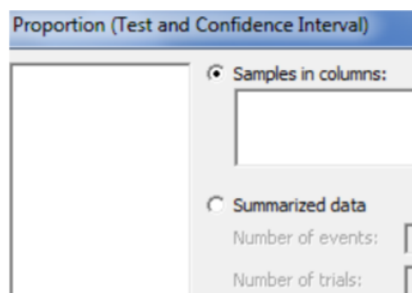 Proportion (Test and Confidence Interval)
Samples in columns:
Summarized data
Number of events:
Number of trials: